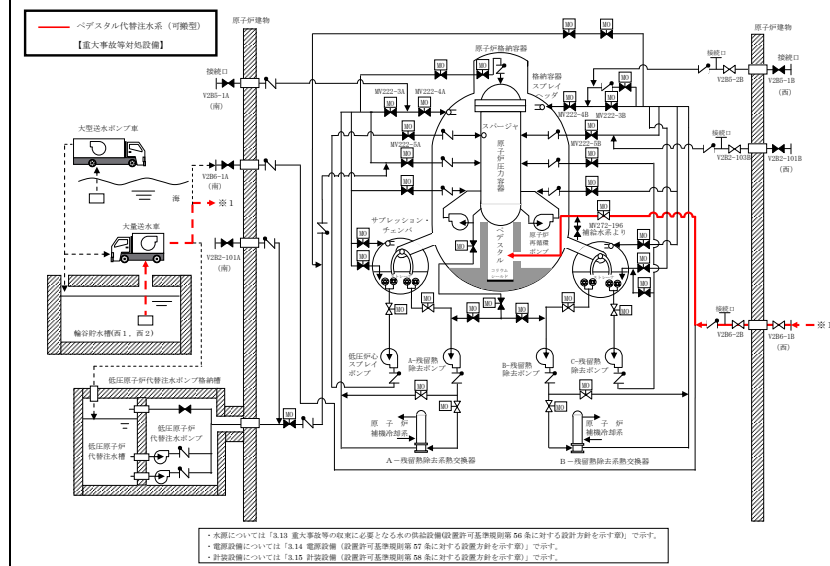 ペデスタル代替注水系（可搬型）
【重大事故等対処設備】
原子炉建物
原子炉建物
原子炉格納容器
接続口
V2B5-1A
(南)
MV222-3A
MV222-4A
格納容器
スプレイ
ヘッダ
MV222-4B
MV222-3B
接続口
V2B5-2B
接続口
V2B5-1B
(西)
大型送水ポンプ車
MV222-5A
スパージャ
MV222-5B
原子炉圧力容器
接続口
V2B2-103B
V2B2-101B
(西)
V2B6-1A
(南)
海
※1
大量送水車
V2B2-101A
(南)
サプレッション・
チェンバ
ペデスタル
原子炉
再循環
ポンプ
MV272-196
補給水系より
コリウム
シールド
輪谷貯水槽(西1, 西2)
接続口
V2B6-2B
V2B6-1B
(西)
※1
低圧炉心
スプレイ
ポンプ
A-残留熱
除去ポンプ
B-残留熱
除去ポンプ
C-残留熱
除去ポンプ
低圧原子炉代替注水ポンプ格納槽
低圧原子炉
代替注水ポンプ
低圧原子炉
代替注水槽
原子炉
補機冷却系
原子炉
補機冷却系
A-残留熱除去系熱交換器
B-残留熱除去系熱交換器
・水源については「3.13 重大事故等の収束に必要となる水の供給設備(設置許可基準規則第56条に対する設計方針を示す章)」で示す。
・電源設備については「3.14 電源設備（設置許可基準規則第57条に対する設置方針を示す章）」で示す。
・計装設備については「3.15 計装設備（設置許可基準規則第58条に対する設置方針を示す章）」で示す。